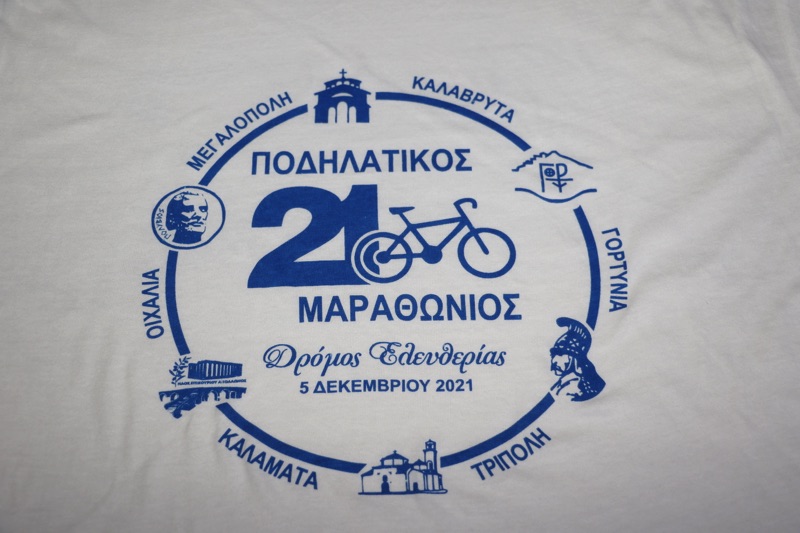 ΜΕΓΑΛΟΠΟΛΗ
ΚΑΛΑΒΡΥΤΑ
ΓΟΡΤΥΝΙΑ
ΤΡΙΠΟΛΗ
ΚΑΛΑΜΑΤΑ
ΟΙΧΑΛΙΑ
ΠΟΔΗΛΑΤΙΚΟΣ
21
ΜΑΡΑΘΩΝΙΟΣ
Δρόμος Ελευθερίας
5 ΔΕΚΕΜΒΡΙΟΥ 2021